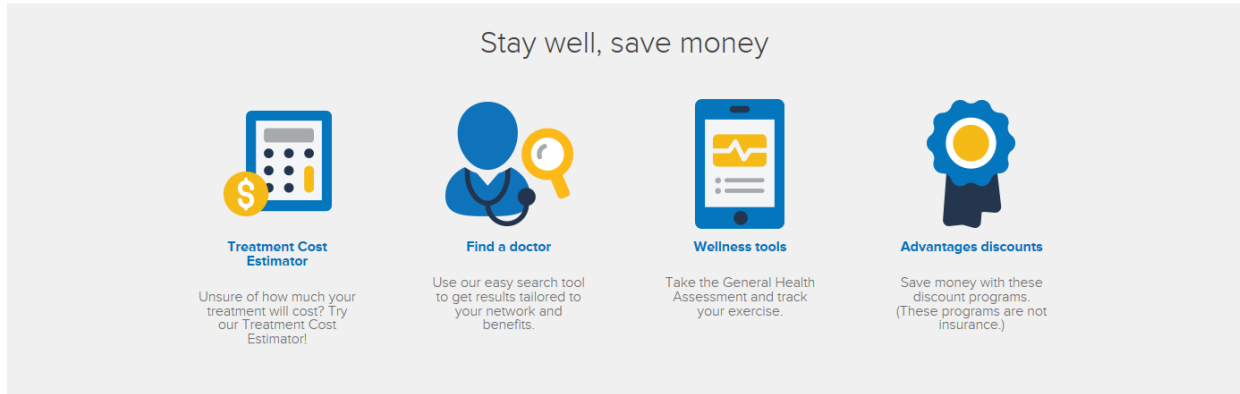 Stay well, save money
$
Treatment Cost
Estimator
Unsure of how much your
treatment will cost? Try
our Treatment Cost
Estimator!
Find a doctor
Use our easy search tool
to get results tailored to
your network and
benefits.
Wellness tools
Take the General Health
Assessment and track
your exercise.
Advantages discounts
Save money with these
discount programs.
(These programs are not
insurance.)